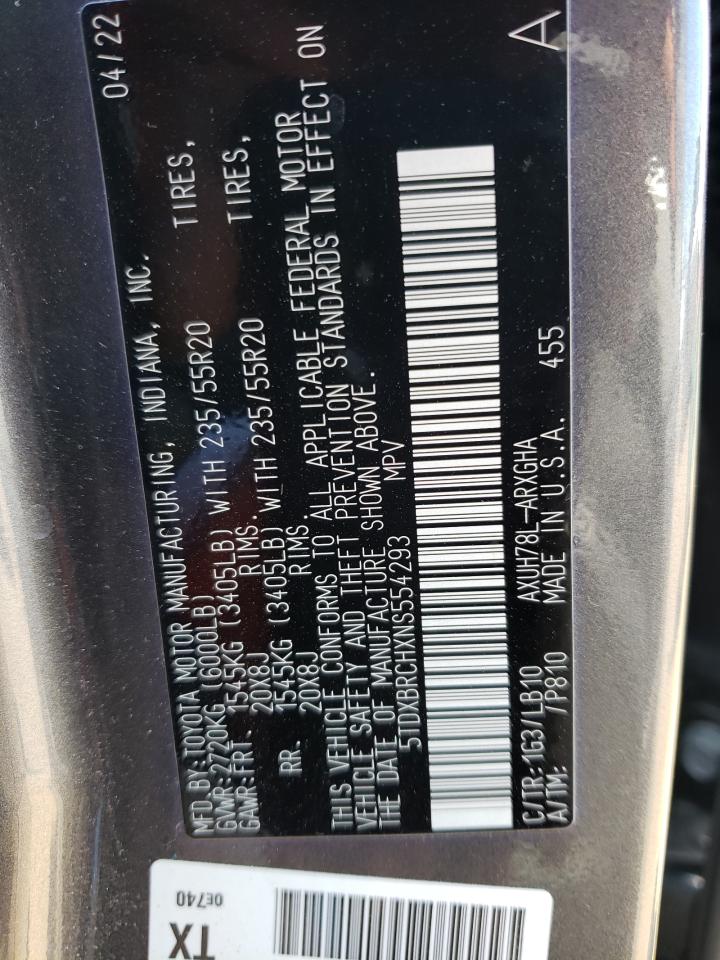 MFD.BY:TOYOTA MOTOR MANUFACTURING, INDIANA, INC. 04/22
GVWR:2720KG (6000LB)
GAWR:FRT. 1545KG (3405LB) WITH 235/55R20 TIRES,
20X8J RIMS.
RR. 1545KG (3405LB) WITH 235/55R20 TIRES,
20X8J RIMS.
THIS VEHICLE CONFORMS TO ALL APPLICABLE FEDERAL MOTOR
VEHICLE SAFETY AND THEFT PREVENTION STANDARDS IN EFFECT ON
THE DATE OF MANUFACTURE SHOWN ABOVE.
5TDXBRCHXNS554293 MPV
C/TR:1G3/LB10 AXUH78L-ARXGHA A
A/TM: /P810 MADE IN U.S.A. 455
0E740
TX